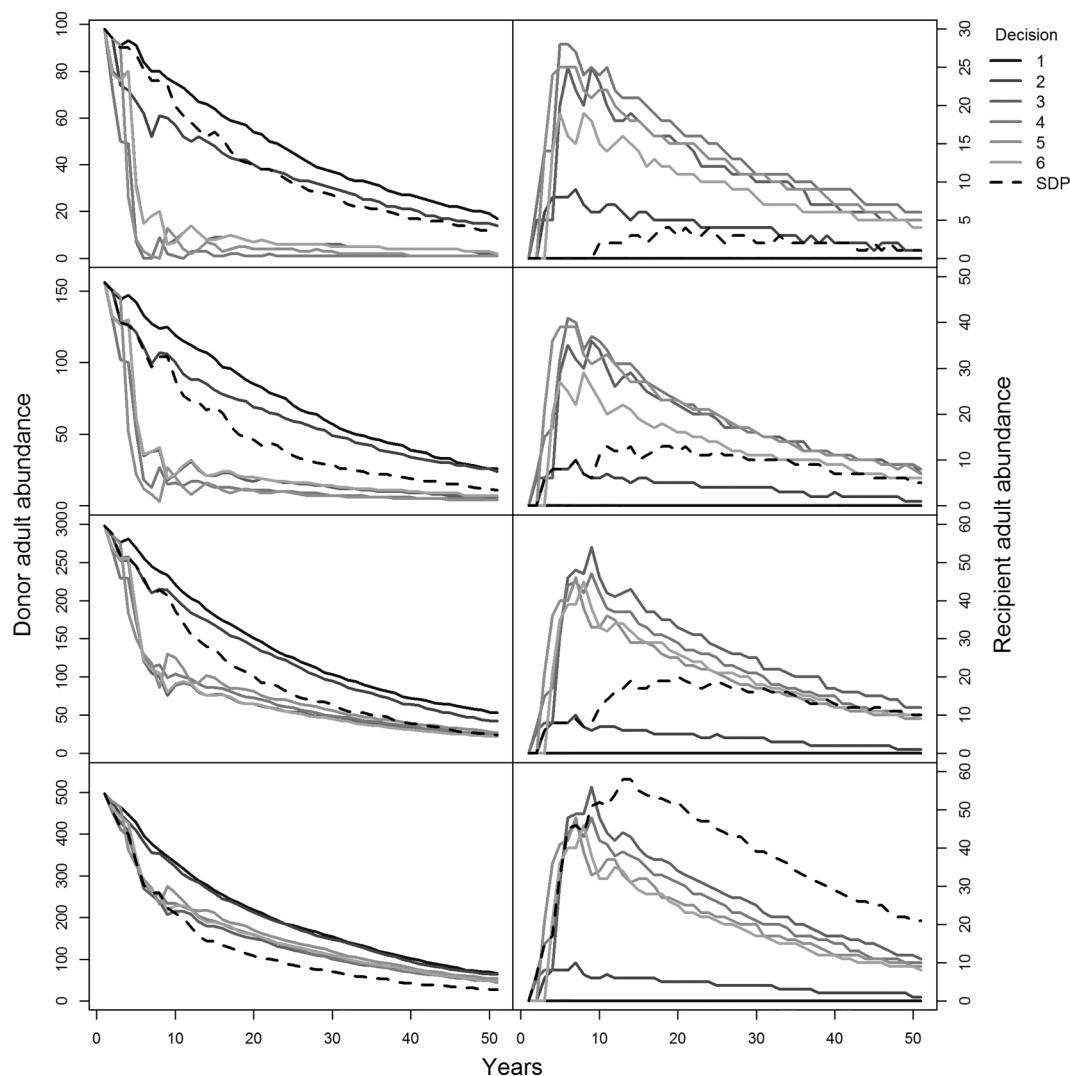 Decision
1
2
3
4
5
6
SDP
Donor adult abundance
0 20 40 60 80 100
0 50 100 150
0 50 100 150 200 250 300
0 100 200 300 400 500
Recipient adult abundance
0 5 10 15 20 25 30
0 10 20 30 40 50
0 10 20 30 40 50 60
0 10 20 30 40 50 60
0 10 20 30 40 50
0 10 20 30 40 50
Years